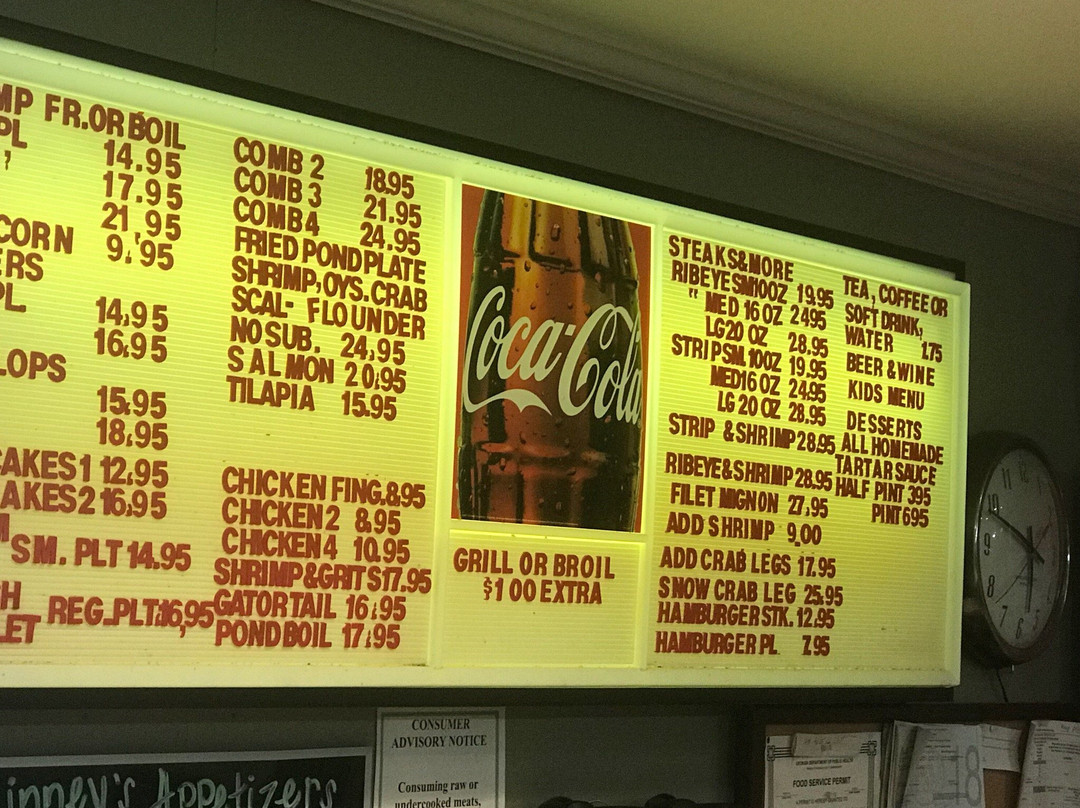 MP FR.OR BOIL
PL 14.95
" 17.95
21.95
CORN 9.95
ERS
PL 14.95
16.95
LOPS
15.95
18.95
CAKES 1 12.95
CAKES 2 16.95
SM. PLT 14.95
REG.PLT.16,95
LET
COMB 2 18.95
COMB 3 21.95
COMB 4 24.95
FRIED POND PLATE
SHRIMP,OYS.CRAB
SCAL- FLOUNDER
NO SUB. 24.95
SALMON 20.95
TILAPIA 15.95
CHICKEN FING.8.95
CHICKEN 2 8.95
CHICKEN 4 10.95
SHRIMP & GRITS 17.95
GATOR TAIL 16.95
POND BOIL 17.95
Coca-Cola
GRILL OR BROIL
$1 00 EXTRA
STEAKS & MORE
RIBEYE SM 10 OZ 19.95
" MED 16 OZ 24.95
LG 20 OZ 28.95
STRIP SM. 10OZ 19.95
MED 16 OZ 24.95
LG 20 OZ 28.95
STRIP & SHRIMP 28.95
RIBEYE & SHRIMP 28.95
FILET MIGNON 27.95
ADD SHRIMP 9,00
ADD CRAB LEGS 17.95
SNOW CRAB LEG 25.95
HAMBURGER STK. 12.95
HAMBURGER PL 7.95
TEA, COFFEE OR
SOFT DRINK,
WATER 1.75
BEER & WINE
KIDS MENU
DESSERTS
ALL HOMEMADE
TARTAR SAUCE
HALF PINT 395
PINT 695
inney's Appetizers
CONSUMER
ADVISORY NOTICE
Consuming raw or
undercooked meats,
FOOD SERVICE PERMIT